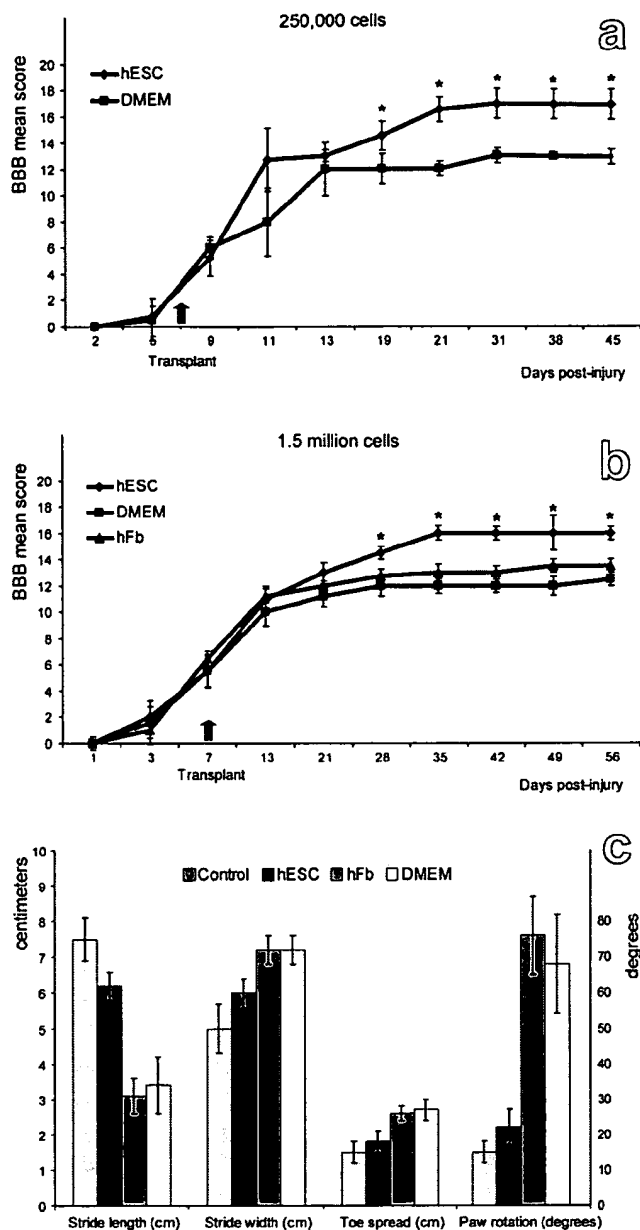 250,000 cells
a
hESC
DMEM
BBB mean score
20
18
16
14
12
10
8
6
4
2
0
* * * * *
2 5 9 11 13 19 21 31 38 45
Transplant
Days post-injury
1.5 million cells
b
hESC
DMEM
hFb
BBB mean score
20
18
16
14
12
10
8
6
4
2
0
* * * * *
1 3 7 13 21 28 35 42 49 56
Transplant
Days post-injury
c
Control hESC hFb DMEM
centimeters
10
9
8
7
6
5
4
3
2
1
0
degrees
80
70
60
50
40
30
20
10
0
Stride length (cm) Stride width (cm) Toe spread (cm) Paw rotation (degrees)